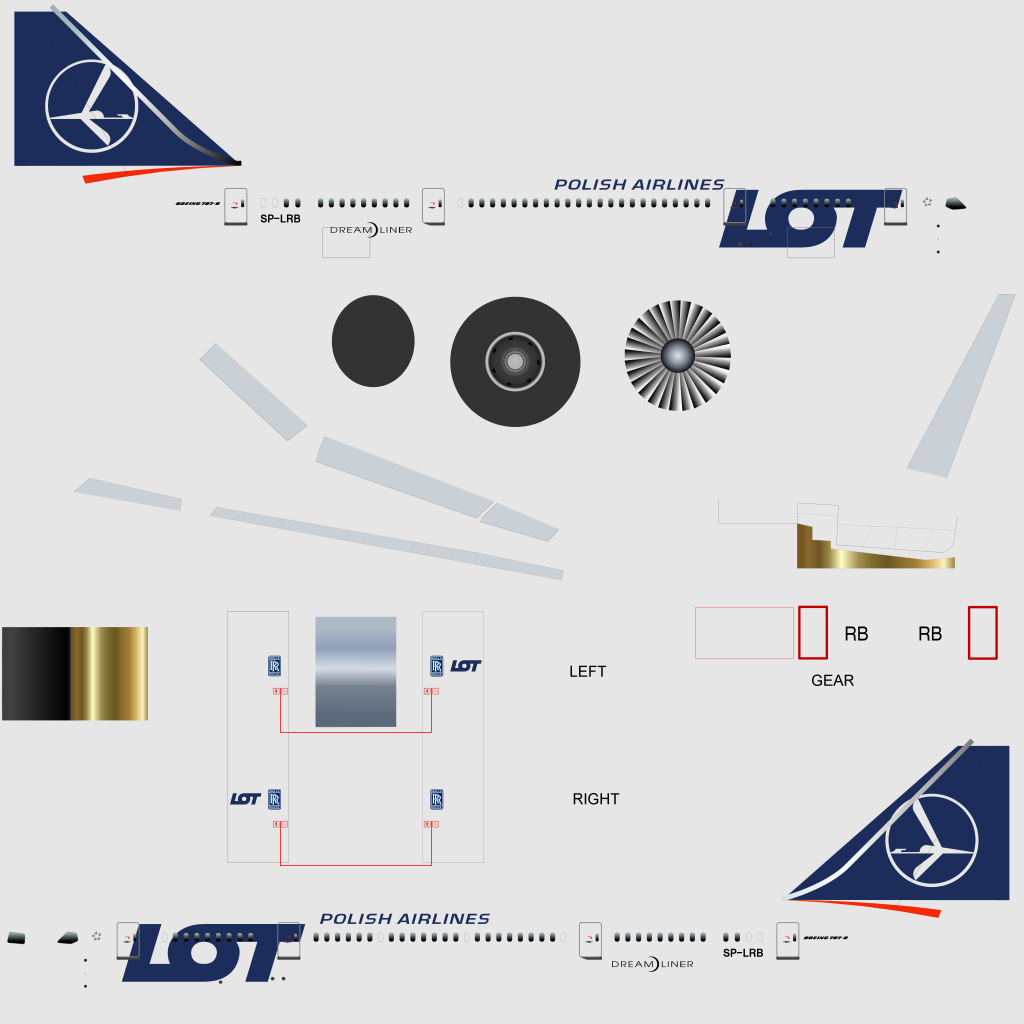 POLISH AIRLINES
LOT
BOEING 787-8
SP-LRB
DREAMLINER
LOT
LEFT
RB
RB
GEAR
LOT
RIGHT
POLISH AIRLINES
LOT
BOEING 787-8
SP-LRB
DREAMLINER